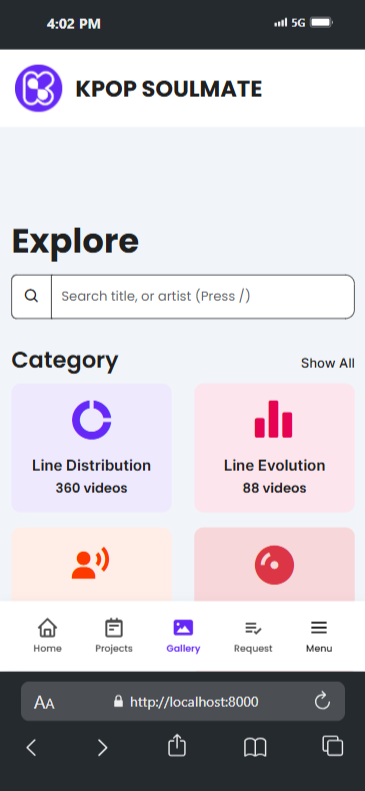 4:02 PM
5G
KPOP SOULMATE
Explore
Search title, or artist (Press /)
Category
Show All
Line Distribution
360 videos
Line Evolution
88 videos
Home
Projects
Gallery
Request
Menu
AA
http://localhost:8000